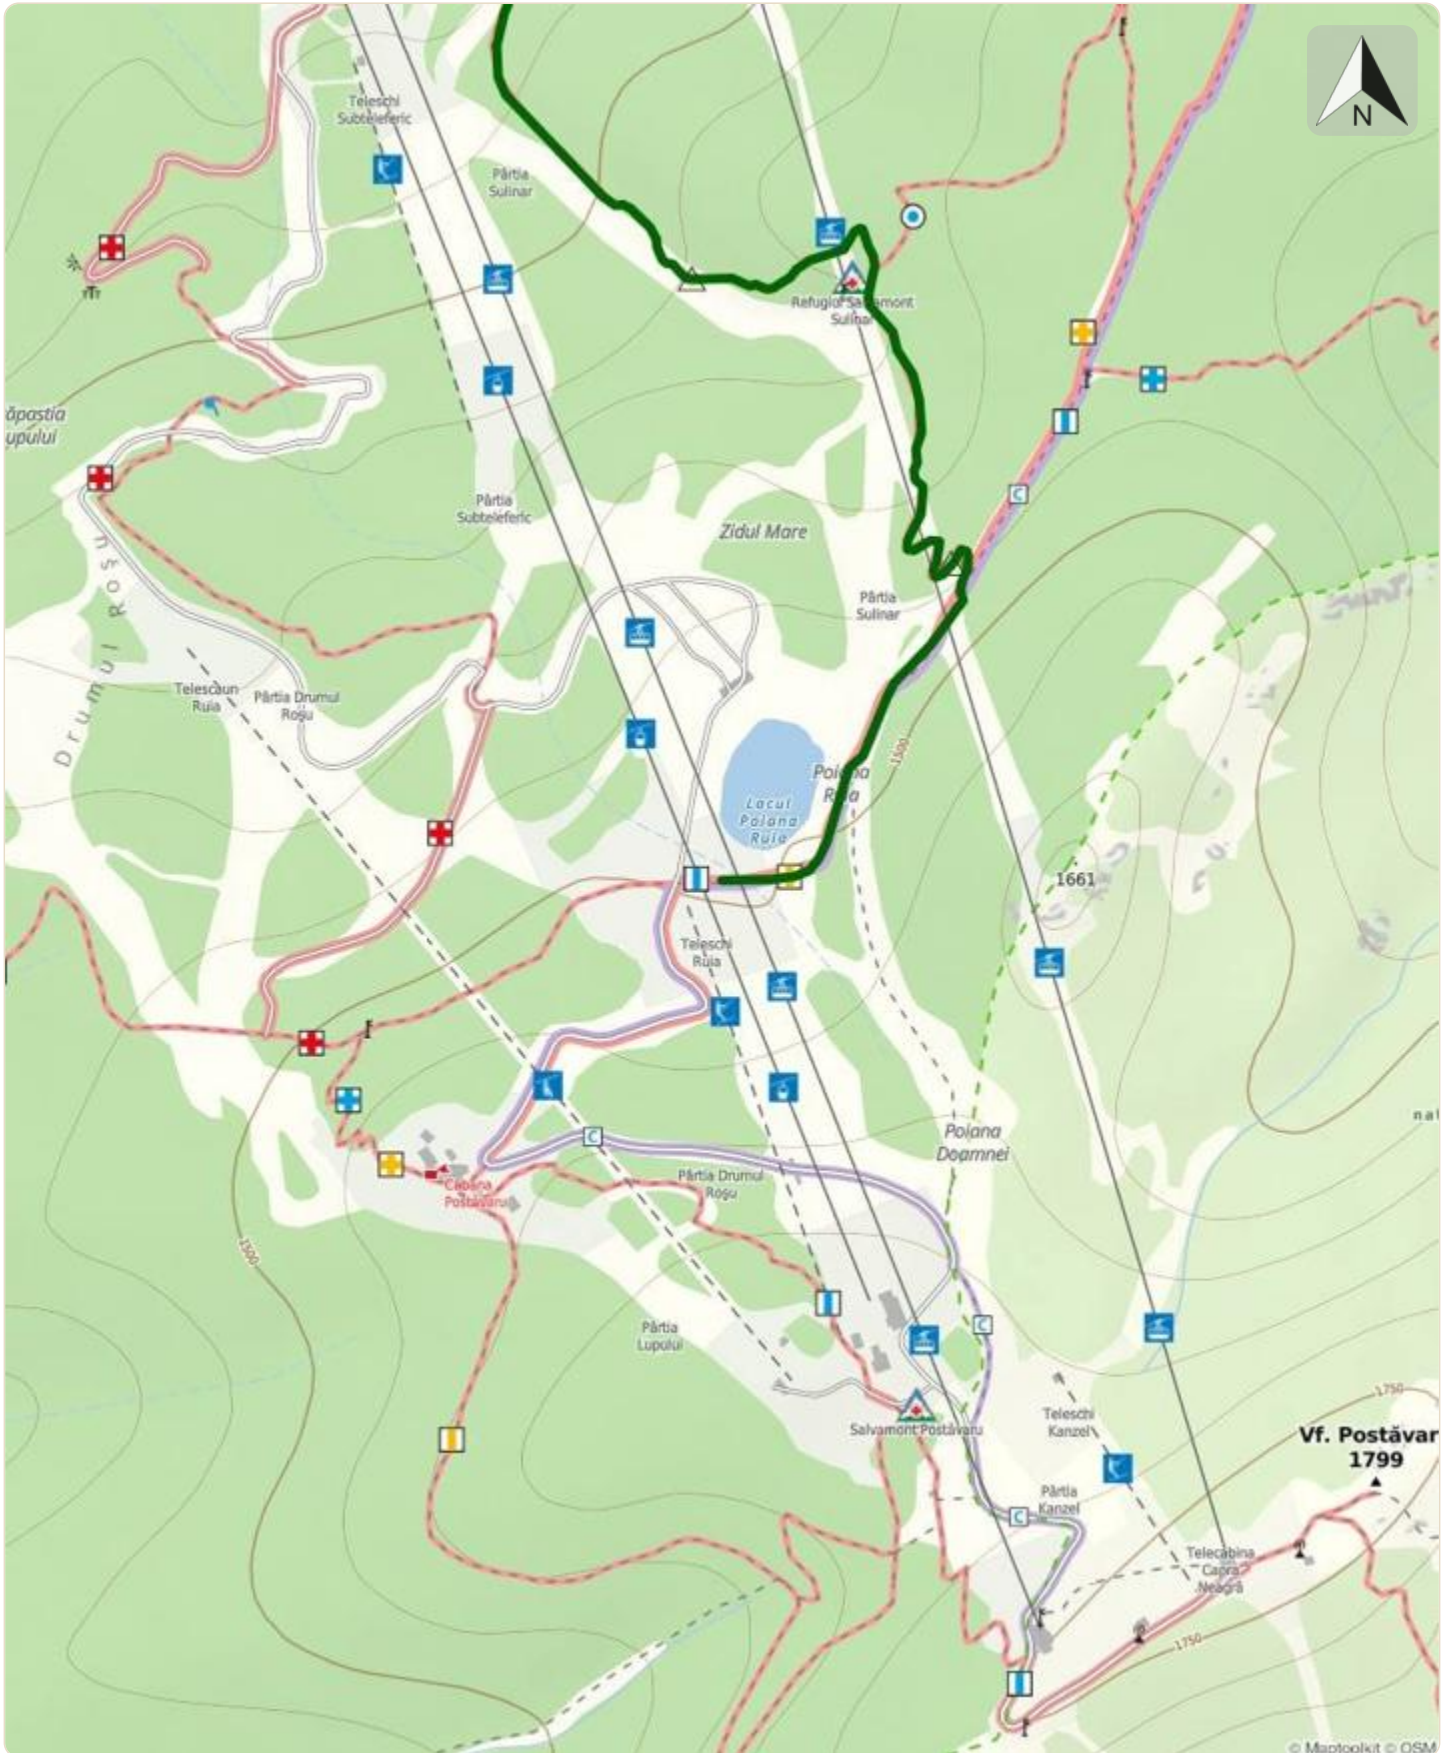 N
Teleschi
Subteleferic
Pârtia
Sulinar
Refugiol Salvamont
Sulinar
ăpastia
upului
C
Pârtia
Subteleferic
Zidul Mare
Pârtia
Sulinar
Drumul Roșu
Telescaun
Ruia
Pârtia Drumul
Roșu
1500
Poiana
Ruia
Lacul
Poiana
Ruia
1661
Teleschi
Ruia
nal
C
Poiana
Doamnei
Pârtia Drumul
Roșu
Cabana
Postăvaru
1500
C
Pârtia
Lupului
1750
Teleschi
Kanzel
Salvamont Postăvaru
Vf. Postăvar
1799
Pârtia
Kanzel
C
Telecabina
Capra
Neagră
1750
© Maptoolkit © OSM